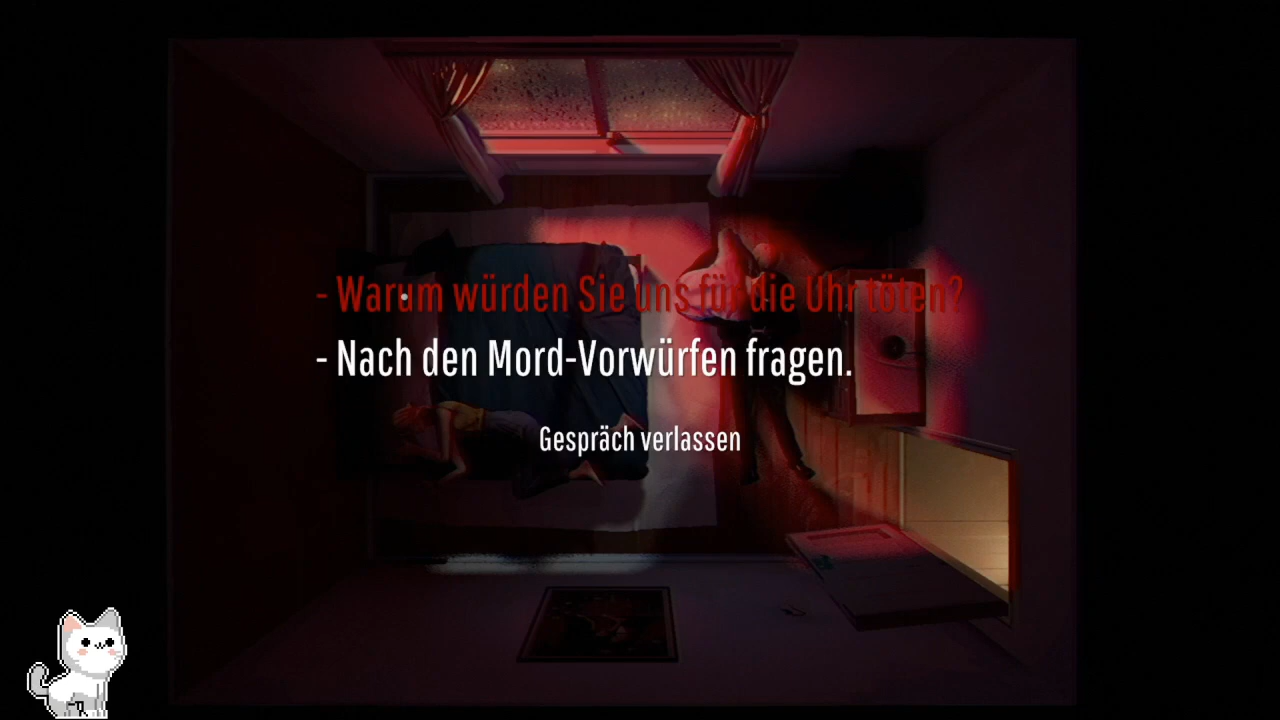 - Warum würden Sie uns für die Uhr töten?
- Nach den Mord-Vorwürfen fragen.
Gespräch verlassen